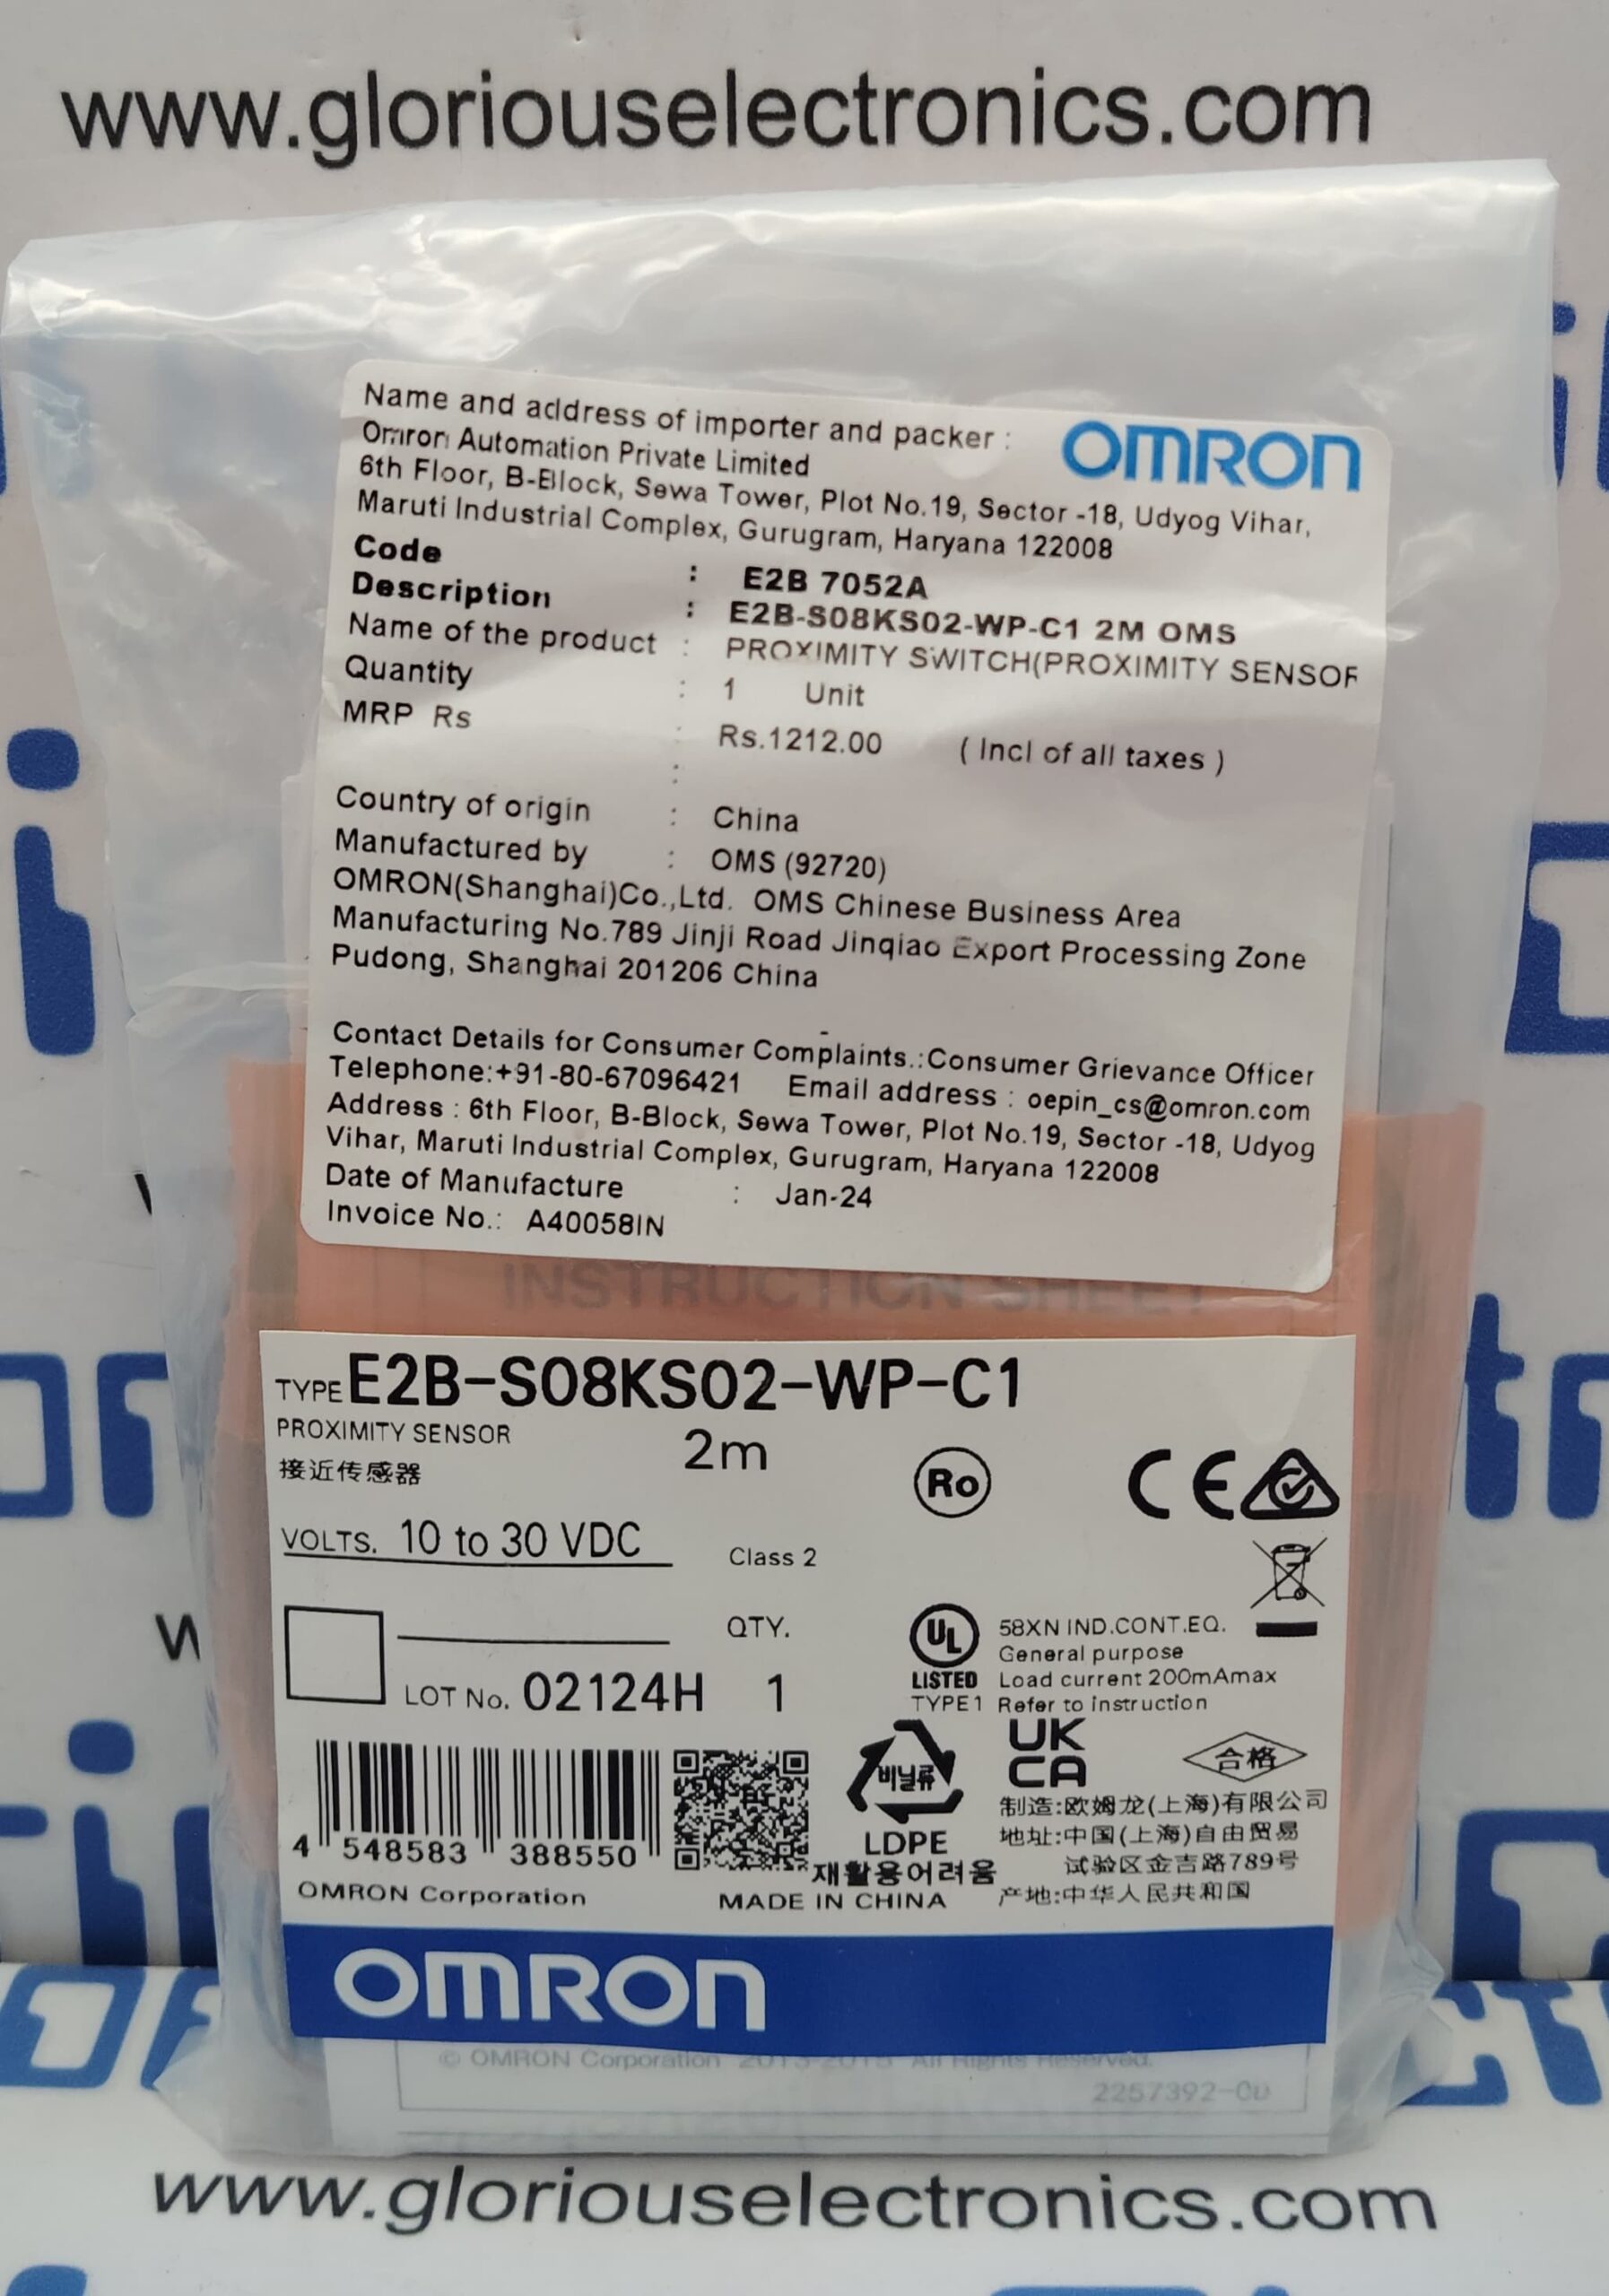 www.gloriouselectronics.com
Name and address of importer and packer :
OMRON
Omron Automation Private Limited
6th Floor, B-Block, Sewa Tower, Plot No.19, Sector -18, Udyog Vihar,
Maruti Industrial Complex, Gurugram, Haryana 122008
Code : E2B 7052A
Description : E2B-S08KS02-WP-C1 2M OMS
Name of the product : PROXIMITY SWITCH(PROXIMITY SENSOR
Quantity : 1 Unit
MRP Rs : Rs.1212.00 ( Incl of all taxes )
:
Country of origin : China
Manufactured by : OMS (92720)
OMRON(Shanghai)Co.,Ltd. OMS Chinese Business Area
Manufacturing No.789 Jinji Road Jinqiao Export Processing Zone
Pudong, Shanghai 201206 China
Contact Details for Consumer Complaints.:Consumer Grievance Officer
Telephone:+91-80-67096421 Email address : oepin_cs@omron.com
Address : 6th Floor, B-Block, Sewa Tower, Plot No.19, Sector -18, Udyog
Vihar, Maruti Industrial Complex, Gurugram, Haryana 122008
Date of Manufacture : Jan-24
Invoice No.: A40058IN
INSTRUCTION SHEET
TYPE E2B-S08KS02-WP-C1
PROXIMITY SENSOR
2m
接近传感器
Ro
CE
VOLTS. 10 to 30 VDC
Class 2
QTY.
LOT No. 02124H 1
UL
LISTED
TYPE1
58XN IND.CONT.EQ.
General purpose
Load current 200mAmax
Refer to instruction
4 548583 388550
OMRON Corporation
비닐류
LDPE
재활용어려움
MADE IN CHINA
UK
CA
合格
制造:欧姆龙(上海)有限公司
地址:中国(上海)自由贸易
试验区金吉路789号
产地:中华人民共和国
OMRON
© OMRON Corporation 2013-2015 All Rights Reserved.
www.gloriouselectronics.com